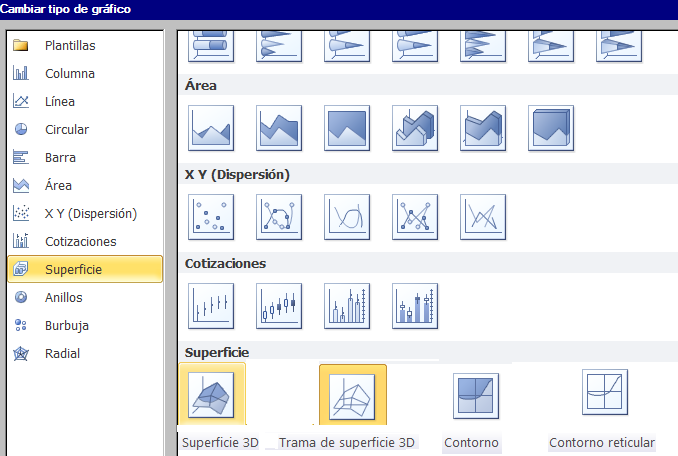 Cambiar tipo de gráfico
Plantillas
Columna
Línea
Circular
Barra
Área
X Y (Dispersión)
Cotizaciones
Superficie
Anillos
Burbuja
Radial
Área
X Y (Dispersión)
Cotizaciones
Superficie
Superficie 3D
Trama de superficie 3D
Contorno
Contorno reticular